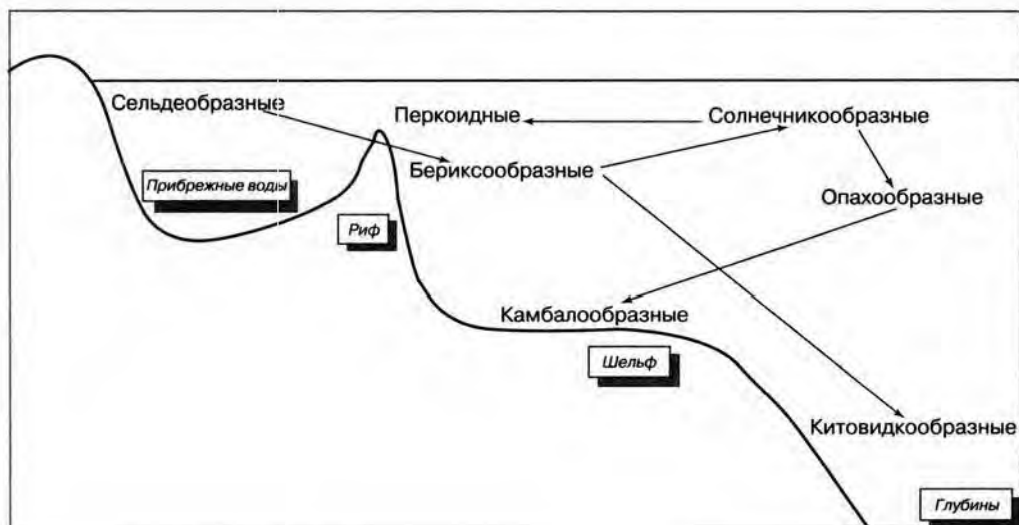 Сельдеобразные
Перкоидные
Солнечникообразные
Бериксообразные
Прибрежные воды
Опахообразные
Риф
Камбалообразные
Шельф
Китовидкообразные
Глубины